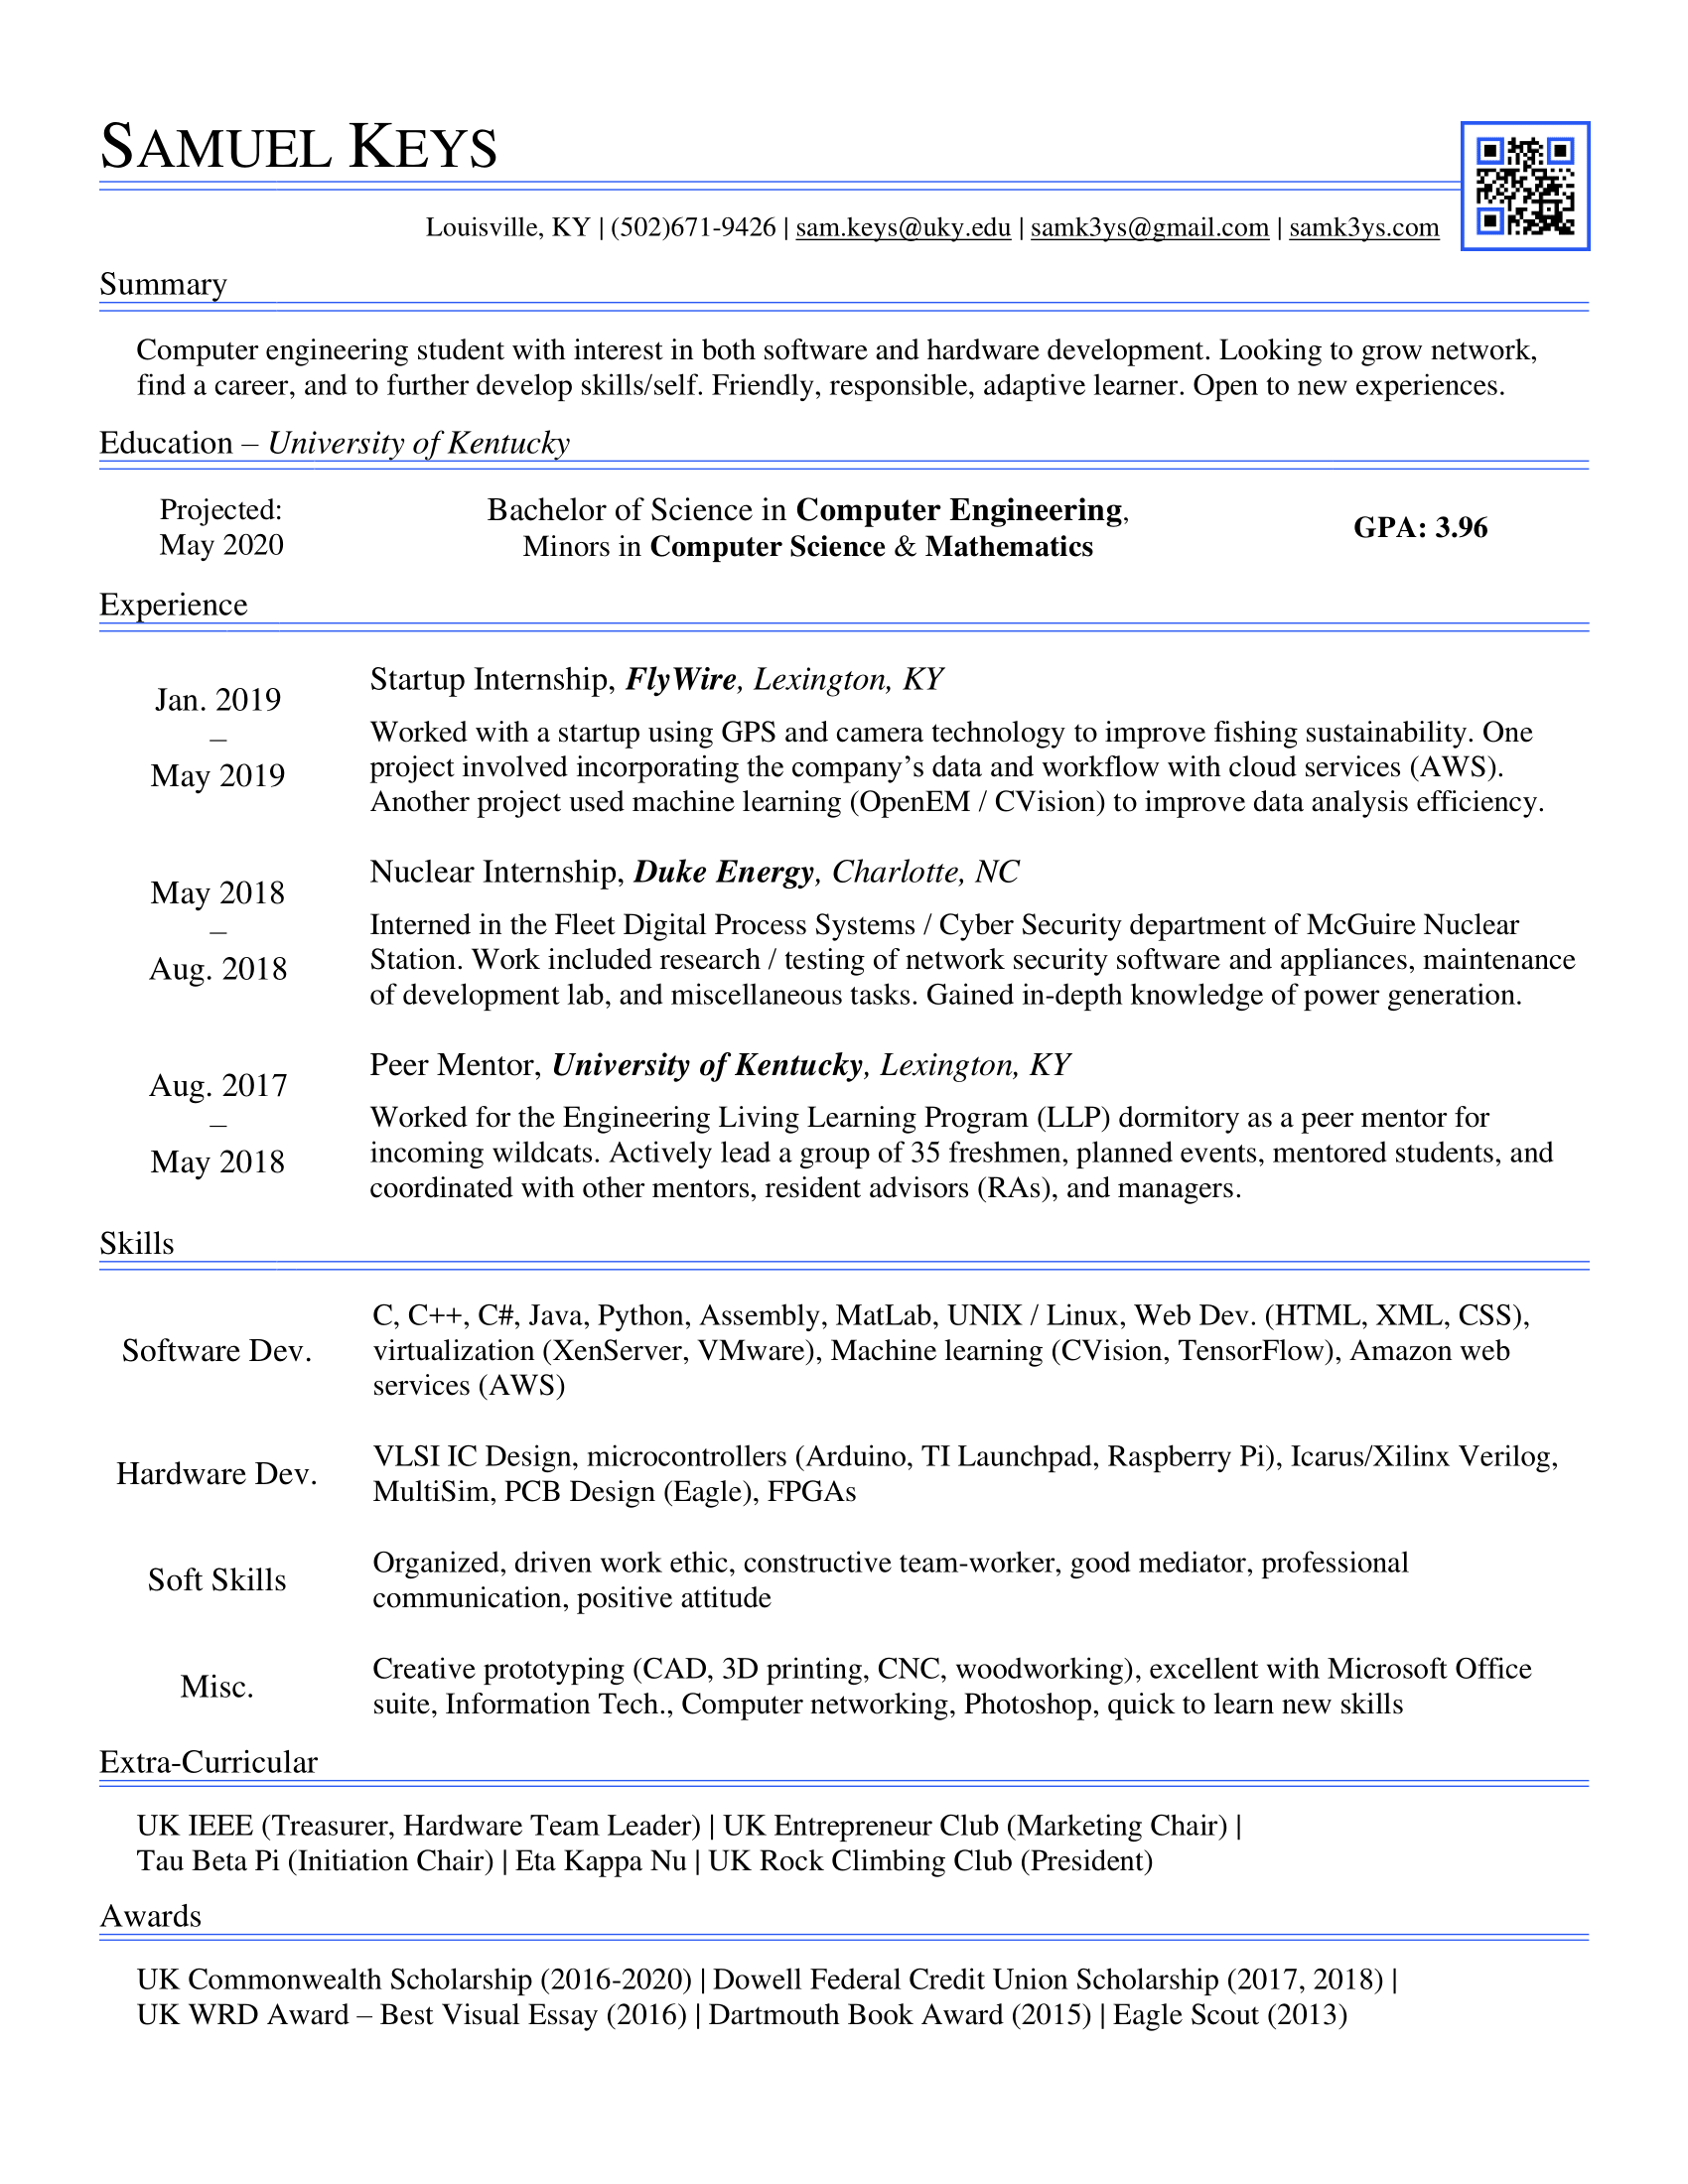 SAMUEL KEYS
Louisville, KY | (502)671-9426 | sam.keys@uky.edu | samk3ys@gmail.com | samk3ys.com
Summary
Computer engineering student with interest in both software and hardware development. Looking to grow network,
find a career, and to further develop skills/self. Friendly, responsible, adaptive learner. Open to new experiences.
Education – University of Kentucky
Projected:
May 2020
Bachelor of Science in Computer Engineering,
Minors in Computer Science & Mathematics
GPA: 3.96
Experience
Jan. 2019
–
May 2019
Startup Internship, FlyWire, Lexington, KY
Worked with a startup using GPS and camera technology to improve fishing sustainability. One
project involved incorporating the company’s data and workflow with cloud services (AWS).
Another project used machine learning (OpenEM / CVision) to improve data analysis efficiency.
May 2018
–
Aug. 2018
Nuclear Internship, Duke Energy, Charlotte, NC
Interned in the Fleet Digital Process Systems / Cyber Security department of McGuire Nuclear
Station. Work included research / testing of network security software and appliances, maintenance
of development lab, and miscellaneous tasks. Gained in-depth knowledge of power generation.
Aug. 2017
–
May 2018
Peer Mentor, University of Kentucky, Lexington, KY
Worked for the Engineering Living Learning Program (LLP) dormitory as a peer mentor for
incoming wildcats. Actively lead a group of 35 freshmen, planned events, mentored students, and
coordinated with other mentors, resident advisors (RAs), and managers.
Skills
Software Dev.
C, C++, C#, Java, Python, Assembly, MatLab, UNIX / Linux, Web Dev. (HTML, XML, CSS),
virtualization (XenServer, VMware), Machine learning (CVision, TensorFlow), Amazon web
services (AWS)
Hardware Dev.
VLSI IC Design, microcontrollers (Arduino, TI Launchpad, Raspberry Pi), Icarus/Xilinx Verilog,
MultiSim, PCB Design (Eagle), FPGAs
Soft Skills
Organized, driven work ethic, constructive team-worker, good mediator, professional
communication, positive attitude
Misc.
Creative prototyping (CAD, 3D printing, CNC, woodworking), excellent with Microsoft Office
suite, Information Tech., Computer networking, Photoshop, quick to learn new skills
Extra-Curricular
UK IEEE (Treasurer, Hardware Team Leader) | UK Entrepreneur Club (Marketing Chair) |
Tau Beta Pi (Initiation Chair) | Eta Kappa Nu | UK Rock Climbing Club (President)
Awards
UK Commonwealth Scholarship (2016-2020) | Dowell Federal Credit Union Scholarship (2017, 2018) |
UK WRD Award – Best Visual Essay (2016) | Dartmouth Book Award (2015) | Eagle Scout (2013)